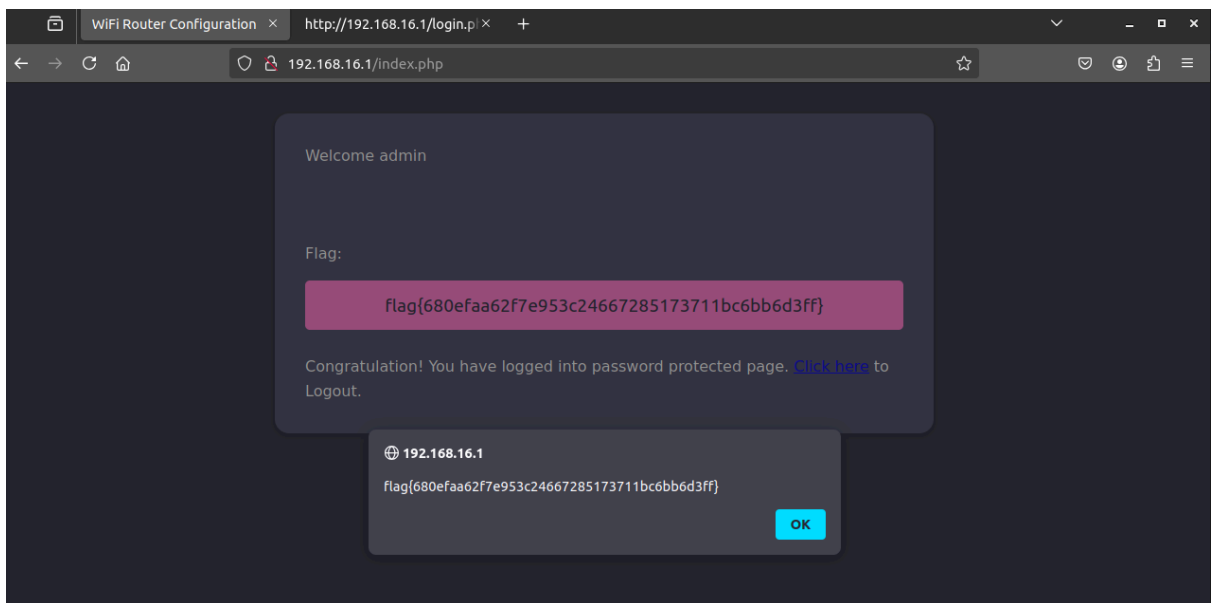 WiFi Router Configuration
http://192.168.16.1/login.p
192.168.16.1/index.php
Welcome admin
Flag:
flag{680efaa62f7e953c24667285173711bc6bb6d3ff}
Congratulation! You have logged into password protected page. Click here to
Logout.
192.168.16.1
flag{680efaa62f7e953c24667285173711bc6bb6d3ff}
OK